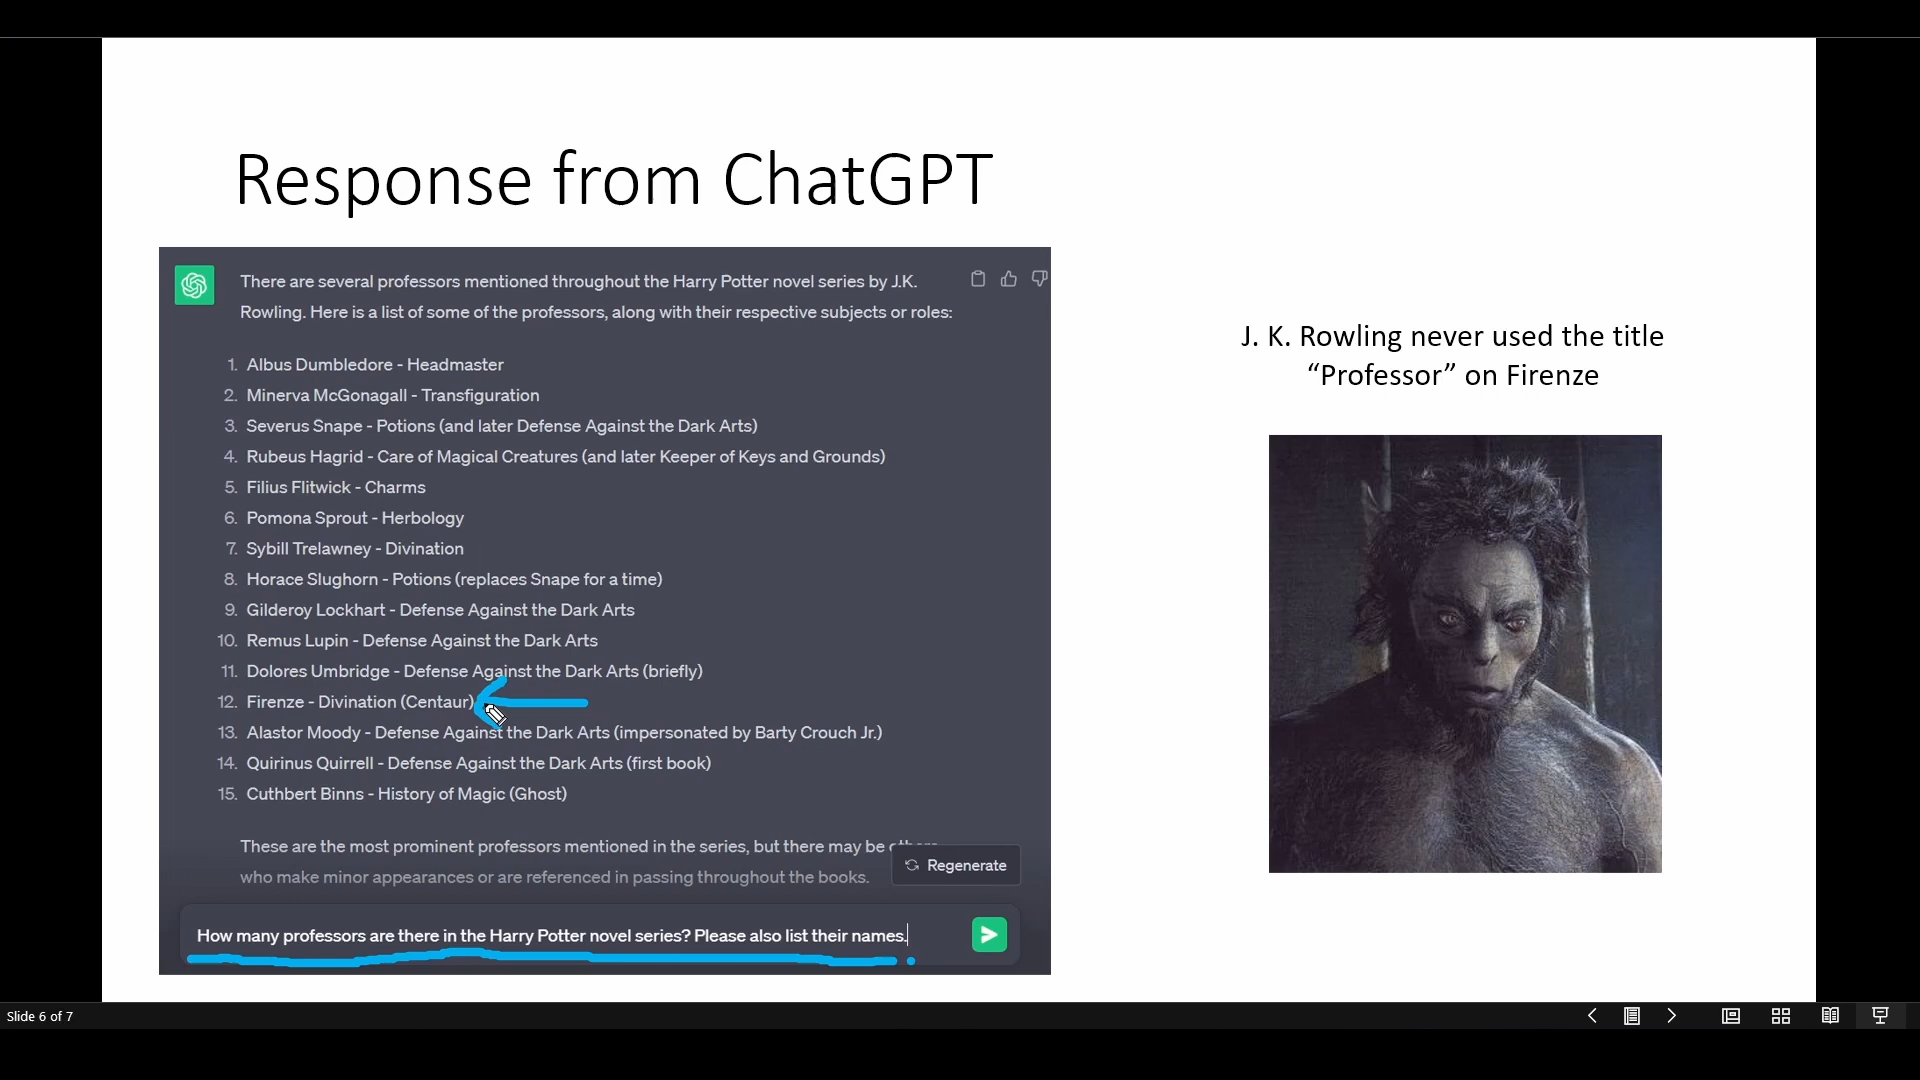 Response from ChatGPT
There are several professors mentioned throughout the Harry Potter novel series by J.K.
Rowling. Here is a list of some of the professors, along with their respective subjects or roles:
1. Albus Dumbledore - Headmaster
2. Minerva McGonagall - Transfiguration
3. Severus Snape - Potions (and later Defense Against the Dark Arts)
4. Rubeus Hagrid - Care of Magical Creatures (and later Keeper of Keys and Grounds)
5. Filius Flitwick - Charms
6. Pomona Sprout - Herbology
7. Sybill Trelawney - Divination
8. Horace Slughorn - Potions (replaces Snape for a time)
9. Gilderoy Lockhart - Defense Against the Dark Arts
10. Remus Lupin - Defense Against the Dark Arts
11. Dolores Umbridge - Defense Against the Dark Arts (briefly)
12. Firenze - Divination (Centaur)
13. Alastor Moody - Defense Against the Dark Arts (impersonated by Barty Crouch Jr.)
14. Quirinus Quirrell - Defense Against the Dark Arts (first book)
15. Cuthbert Binns - History of Magic (Ghost)
These are the most prominent professors mentioned in the series, but there may be
who make minor appearances or are referenced in passing throughout the books.
Regenerate
How many professors are there in the Harry Potter novel series? Please also list their names.
J. K. Rowling never used the title
“Professor” on Firenze
Slide 6 of 7